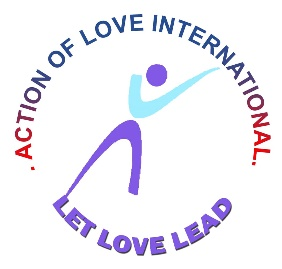 . ACTION OF LOVE INTERNATIONAL.
LET LOVE LEAD